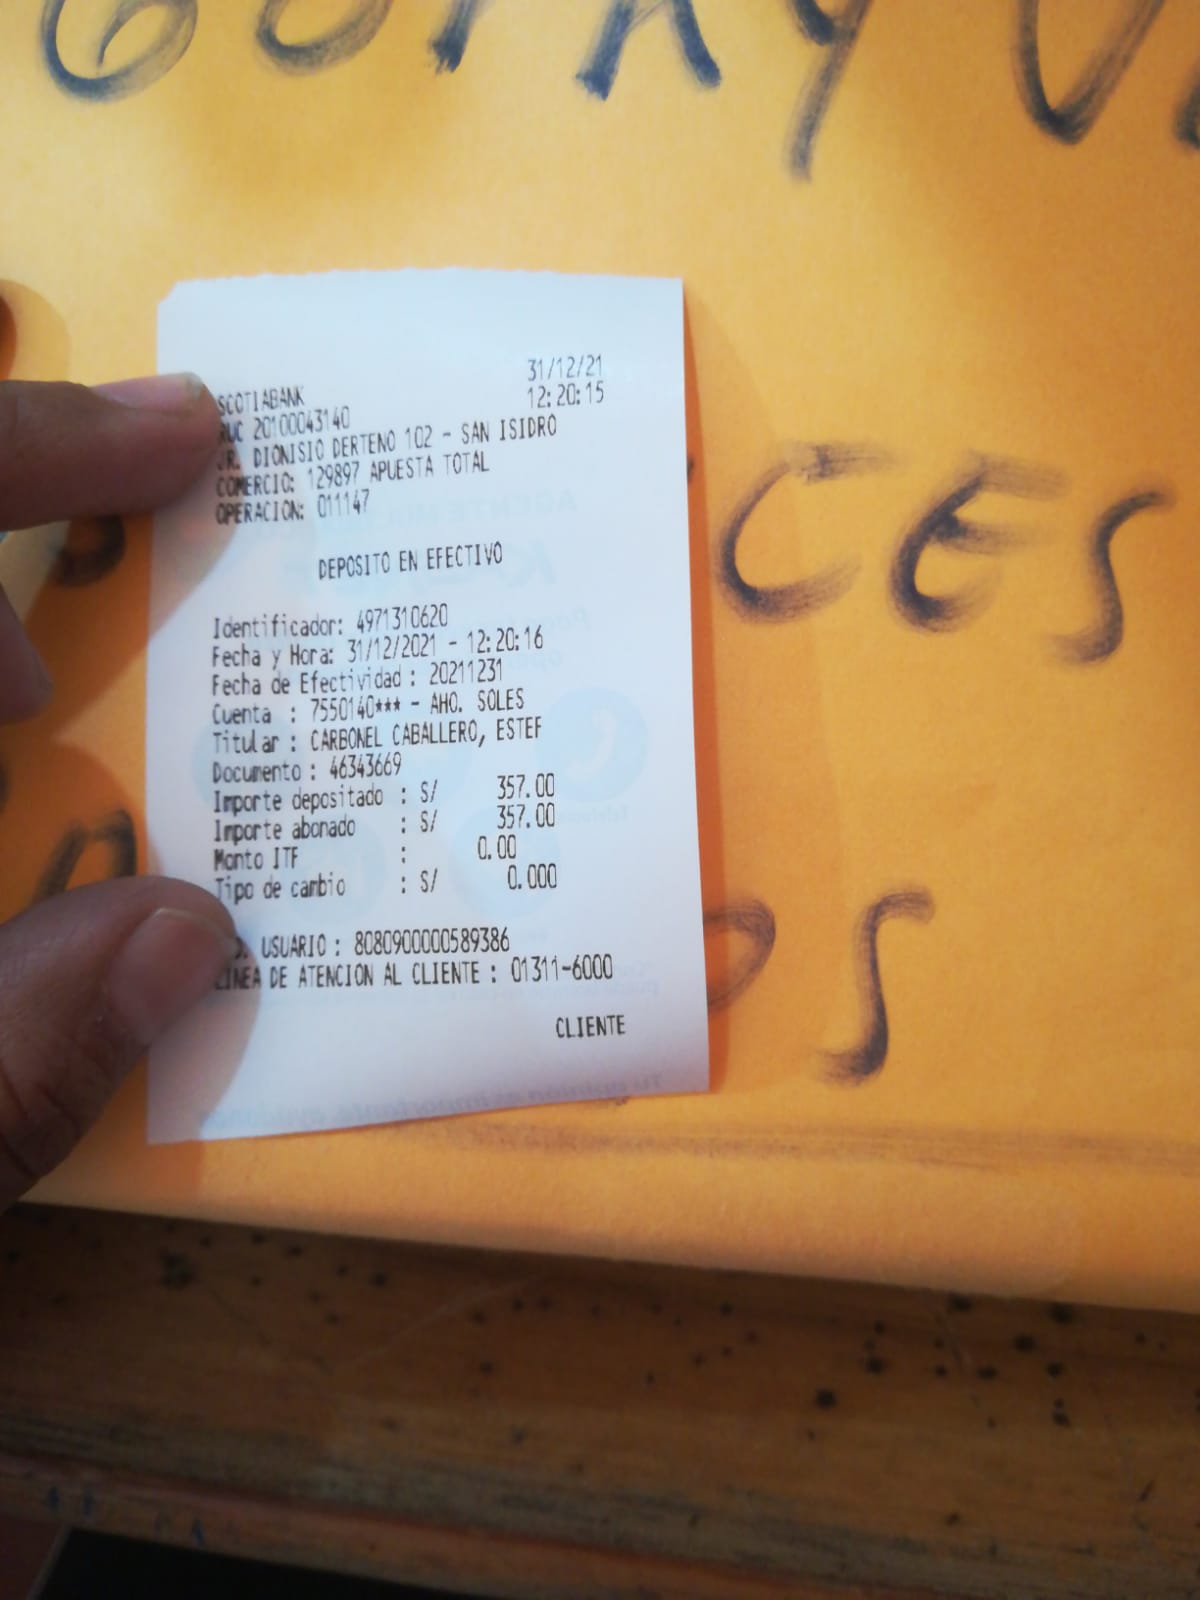 31/12/21
SCOTIABANK 12:20:15
RUC 20100043140
JR. DIONISIO DERTENO 102 - SAN ISIDRO
COMERCIO: 129897 APUESTA TOTAL
OPERACION: 011147
DEPOSITO EN EFECTIVO
Identificador: 4971310620
Fecha y Hora: 31/12/2021 - 12:20:16
Fecha de Efectividad : 20211231
Cuenta : 7550140*** - AHO. SOLES
Titular : CARBONEL CABALLERO, ESTEF
Documento : 46343669
Importe depositado : S/ 357.00
Importe abonado : S/ 357.00
Monto ITF : 0.00
Tipo de cambio : S/ 0.000
USUARIO : 8080900000589386
LINEA DE ATENCION AL CLIENTE : 01311-6000
CLIENTE
CES
OS